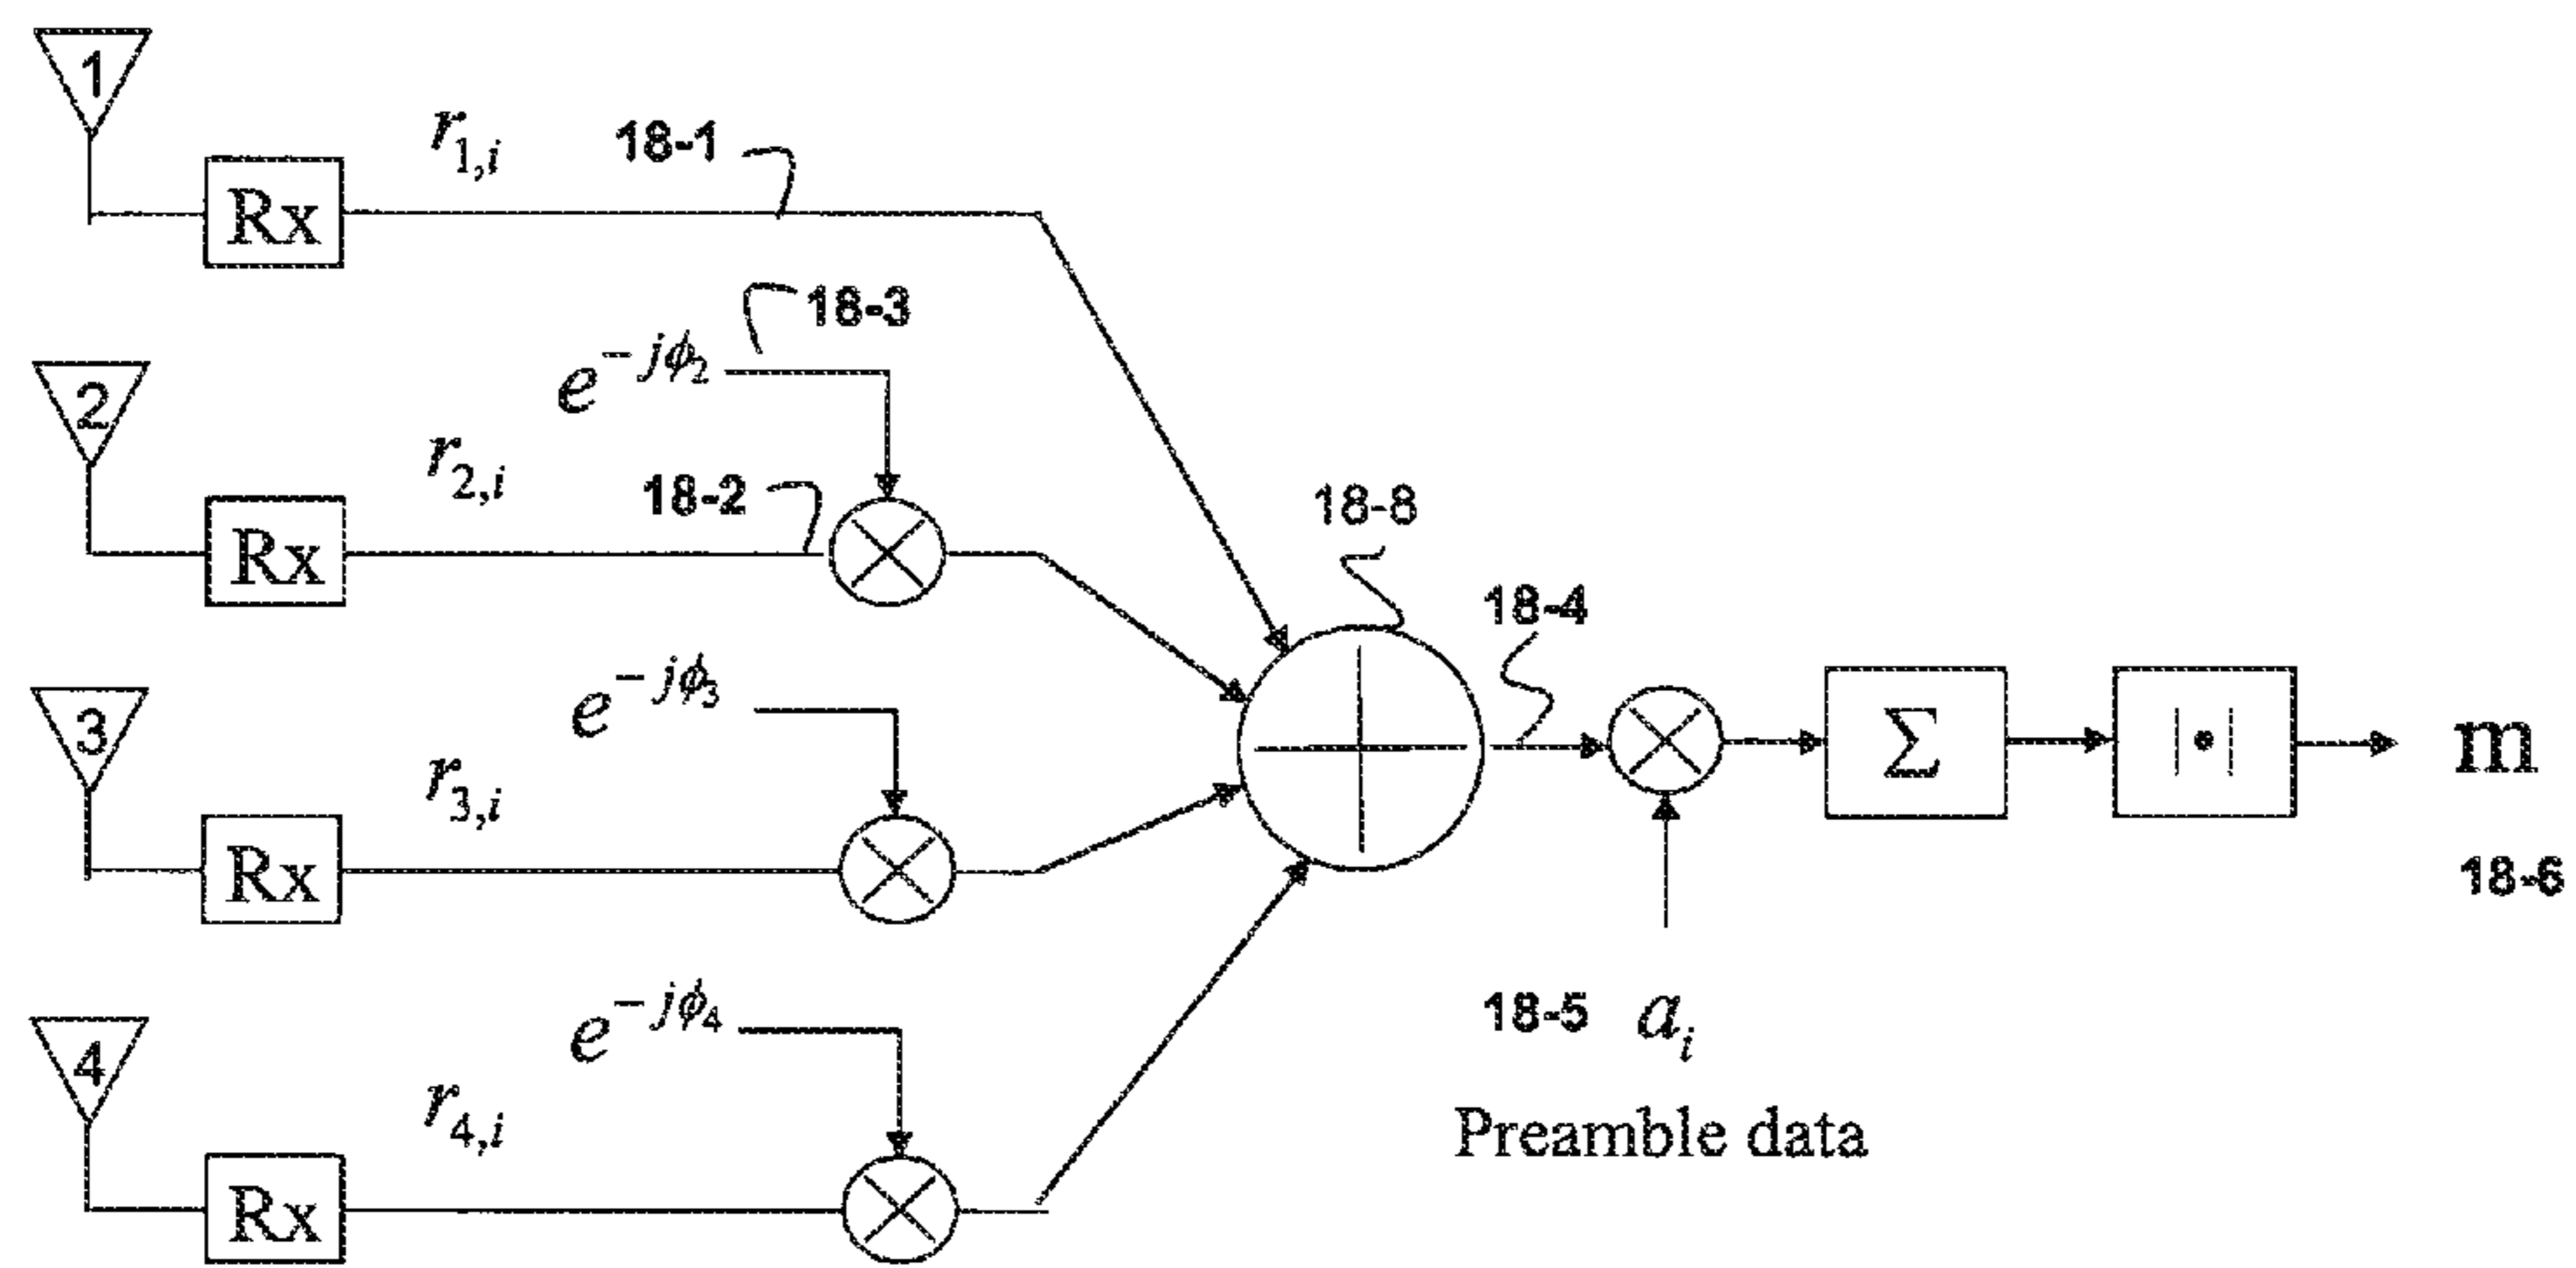 1
r₁,ᵢ
18-1
Rx
18-3
e^{-jϕ₂}
2
r₂,ᵢ
18-2
Rx
18-8
18-4
e^{-jϕ₃}
3
r₃,ᵢ
Rx
Σ
|•|
m
18-6
e^{-jϕ₄}
18-5 aᵢ
4
r₄,ᵢ
Preamble data
Rx